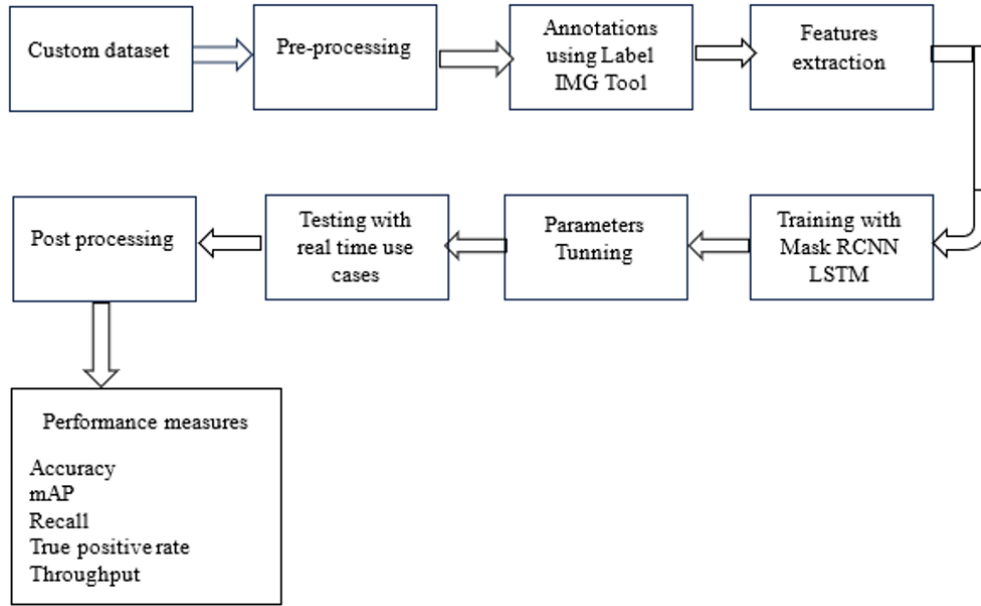 Custom dataset
Pre-processing
Annotations
using Label
IMG Tool
Features
extraction
Training with
Mask RCNN
LSTM
Parameters
Tunning
Testing with
real time use
cases
Post processing
Performance measures
Accuracy
mAP
Recall
True positive rate
Throughput